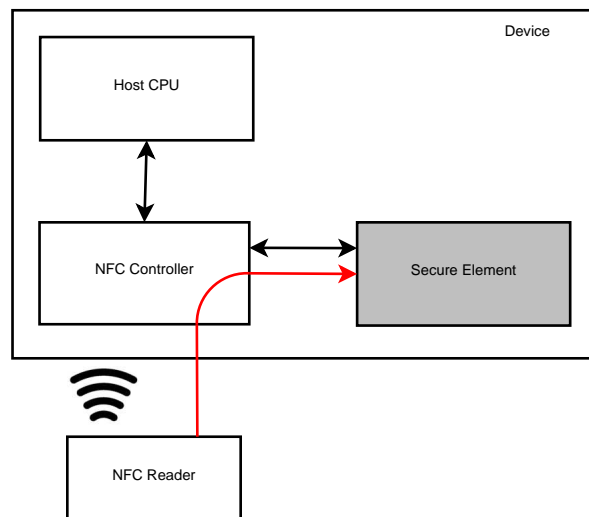 Device
Host CPU
NFC Controller
Secure Element
NFC Reader